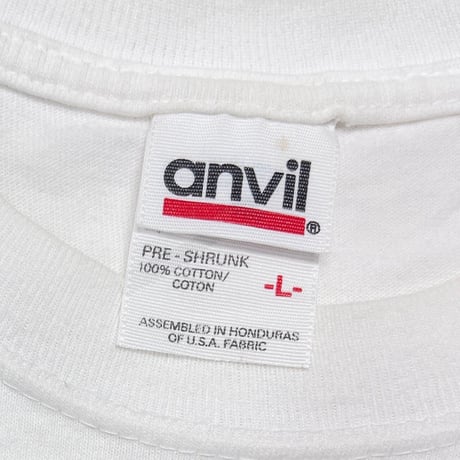 anvil
®
PRE - SHRUNK
100% COTTON/
COTON
-L-
ASSEMBLED IN HONDURAS
OF U.S.A. FABRIC